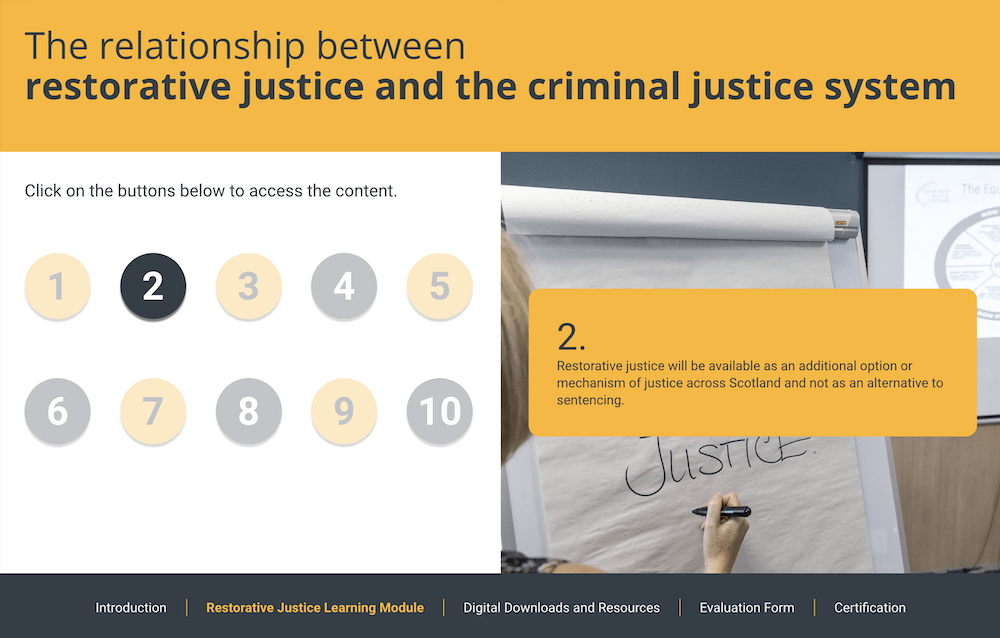 The relationship between
restorative justice and the criminal justice system
Click on the buttons below to access the content.
1 2 3 4 5
6 7 8 9 10
The Equ
2.
Restorative justice will be available as an additional option or
mechanism of justice across Scotland and not as an alternative to
sentencing.
JUSTICE.
Introduction | Restorative Justice Learning Module | Digital Downloads and Resources | Evaluation Form | Certification